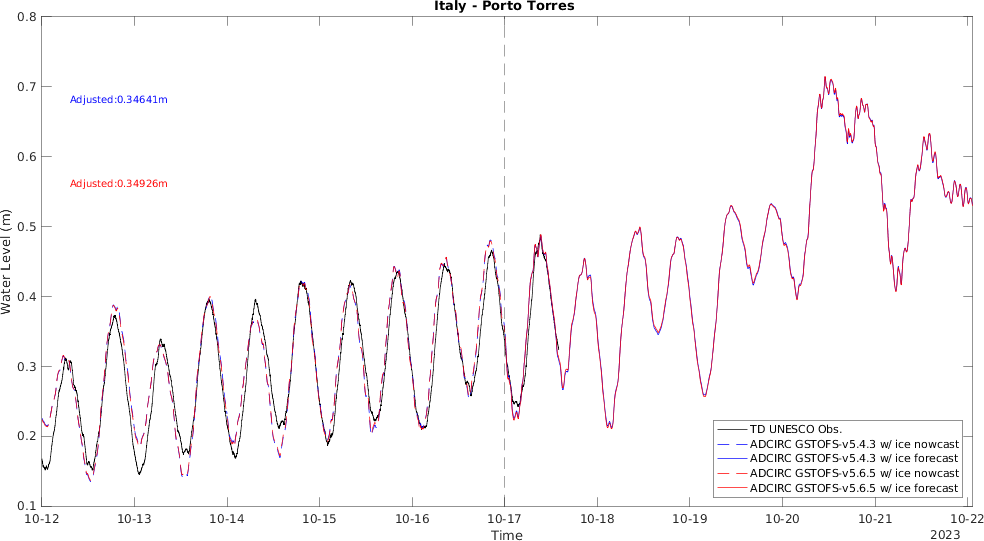 Italy - Porto Torres
0.8
0.7
0.6
0.5
0.4
0.3
0.2
0.1
Water Level (m)
Adjusted:0.34641m
Adjusted:0.34926m
TD UNESCO Obs.
ADCIRC GSTOFS-v5.4.3 w/ ice nowcast
ADCIRC GSTOFS-v5.4.3 w/ ice forecast
ADCIRC GSTOFS-v5.6.5 w/ ice nowcast
ADCIRC GSTOFS-v5.6.5 w/ ice forecast
10-12 10-13 10-14 10-15 10-16 10-17 10-18 10-19 10-20 10-21 10-22
Time
2023